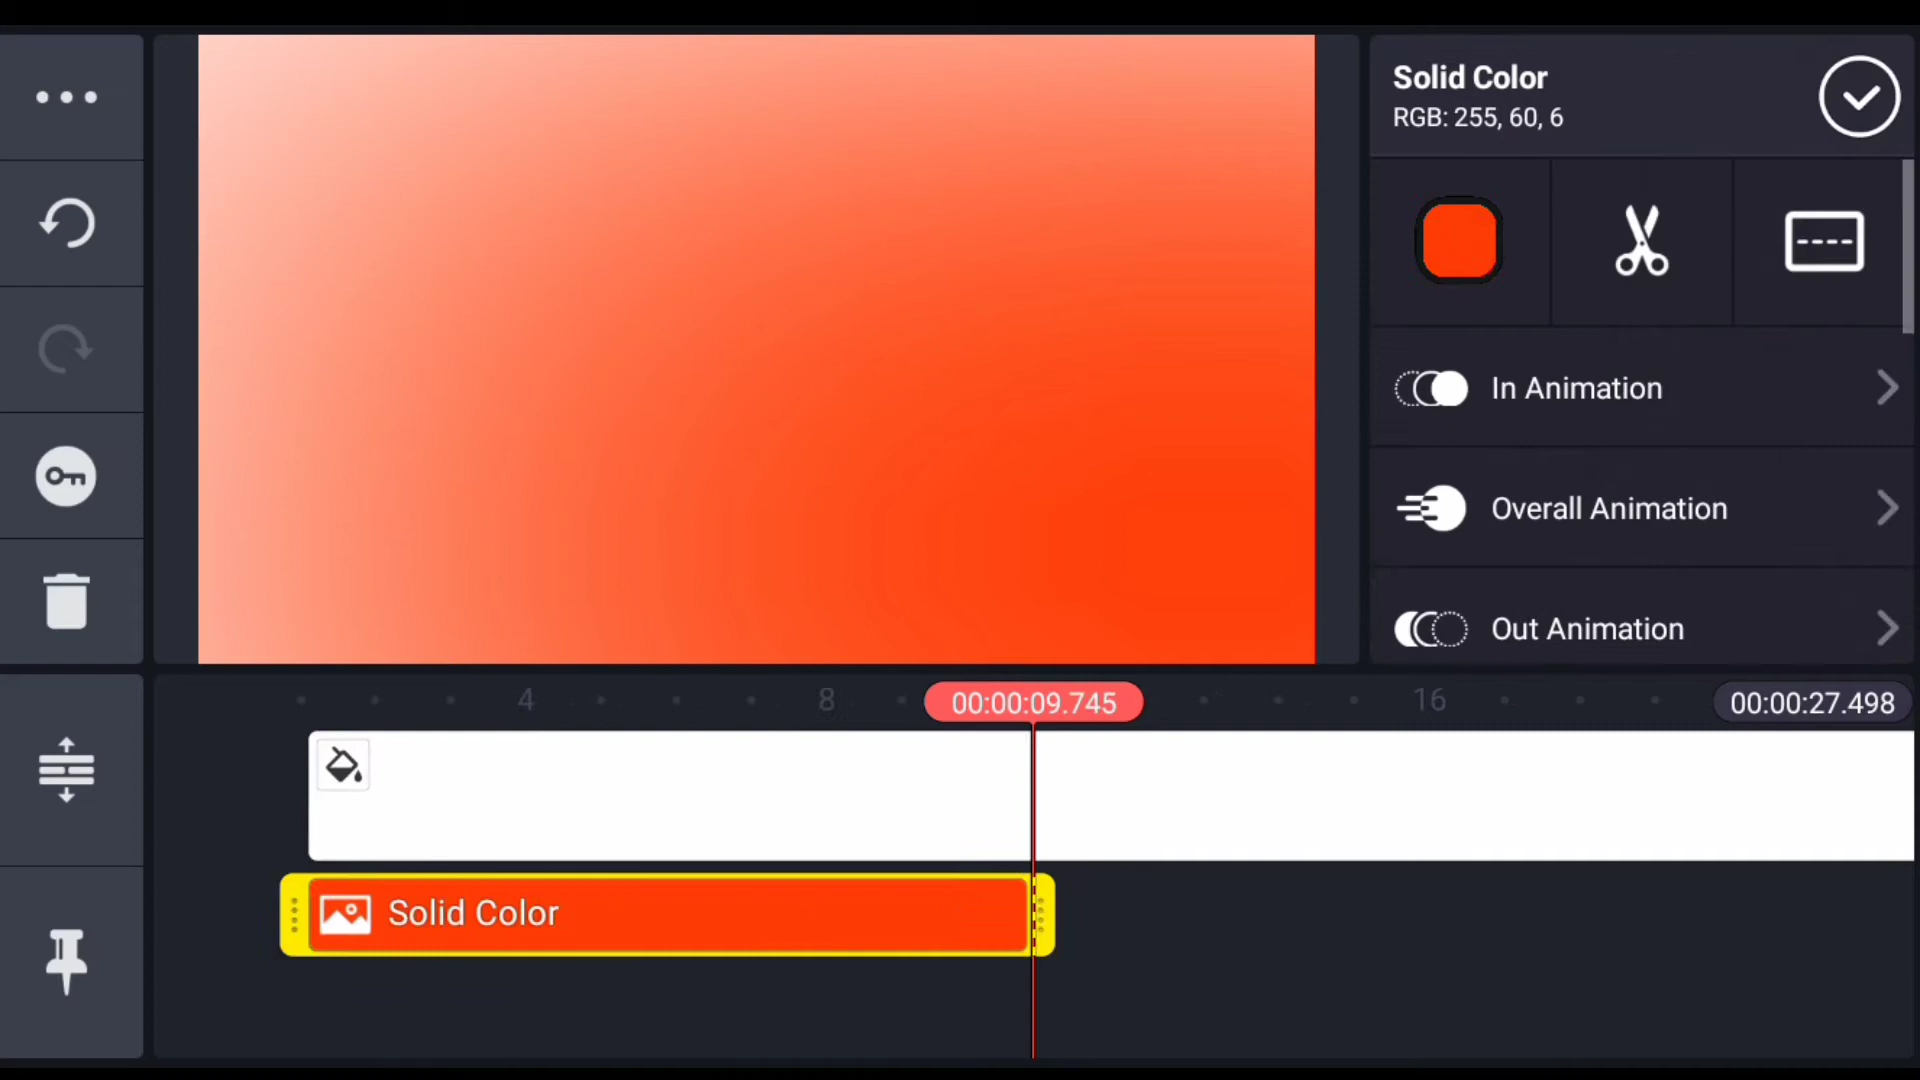 Solid Color
RGB: 255, 60, 6
In Animation
Overall Animation
Out Animation
4
8
00:00:09.745
16
00:00:27.498
Solid Color